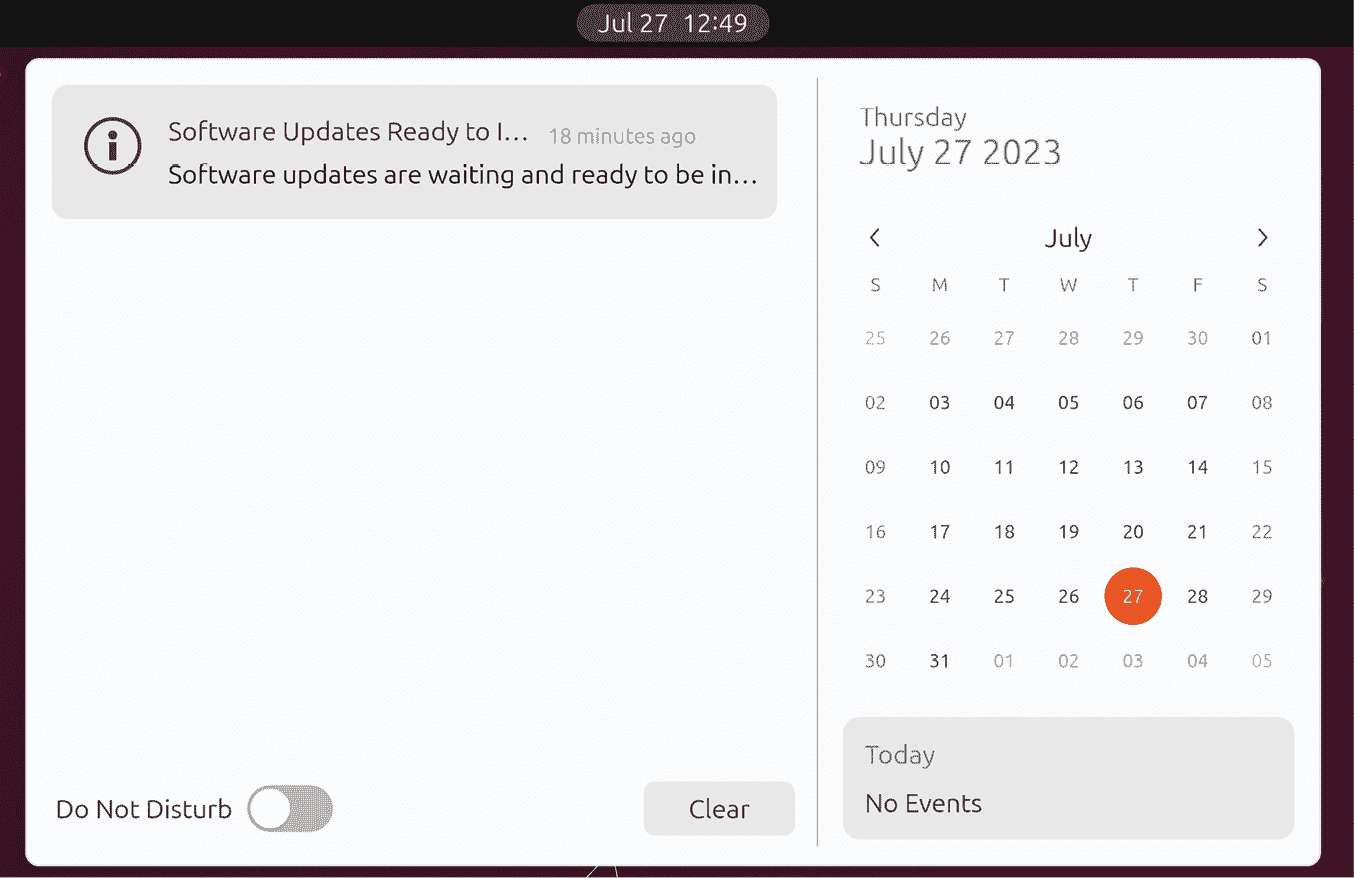 Jul 27 12:49
Software Updates Ready to I... 18 minutes ago
Software updates are waiting and ready to be in...
Do Not Disturb
Clear
Thursday
July 27 2023
July
S M T W T F S
25 26 27 28 29 30 01
02 03 04 05 06 07 08
09 10 11 12 13 14 15
16 17 18 19 20 21 22
23 24 25 26 27 28 29
30 31 01 02 03 04 05
Today
No Events